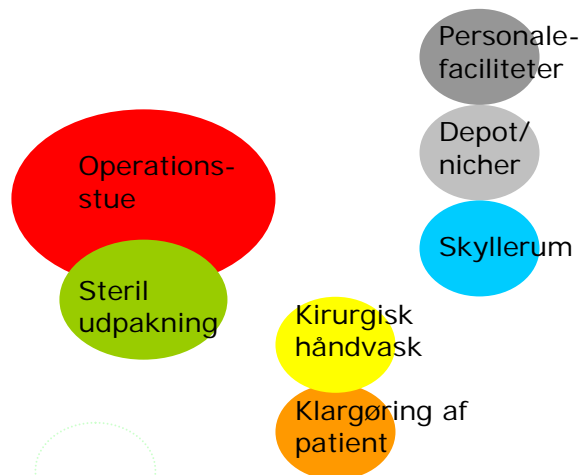 Personale-
faciliteter
Depot/
nicher
Operations-
stue
Skyllerum
Steril
udpakning
Kirurgisk
håndvask
Klargøring af
patient